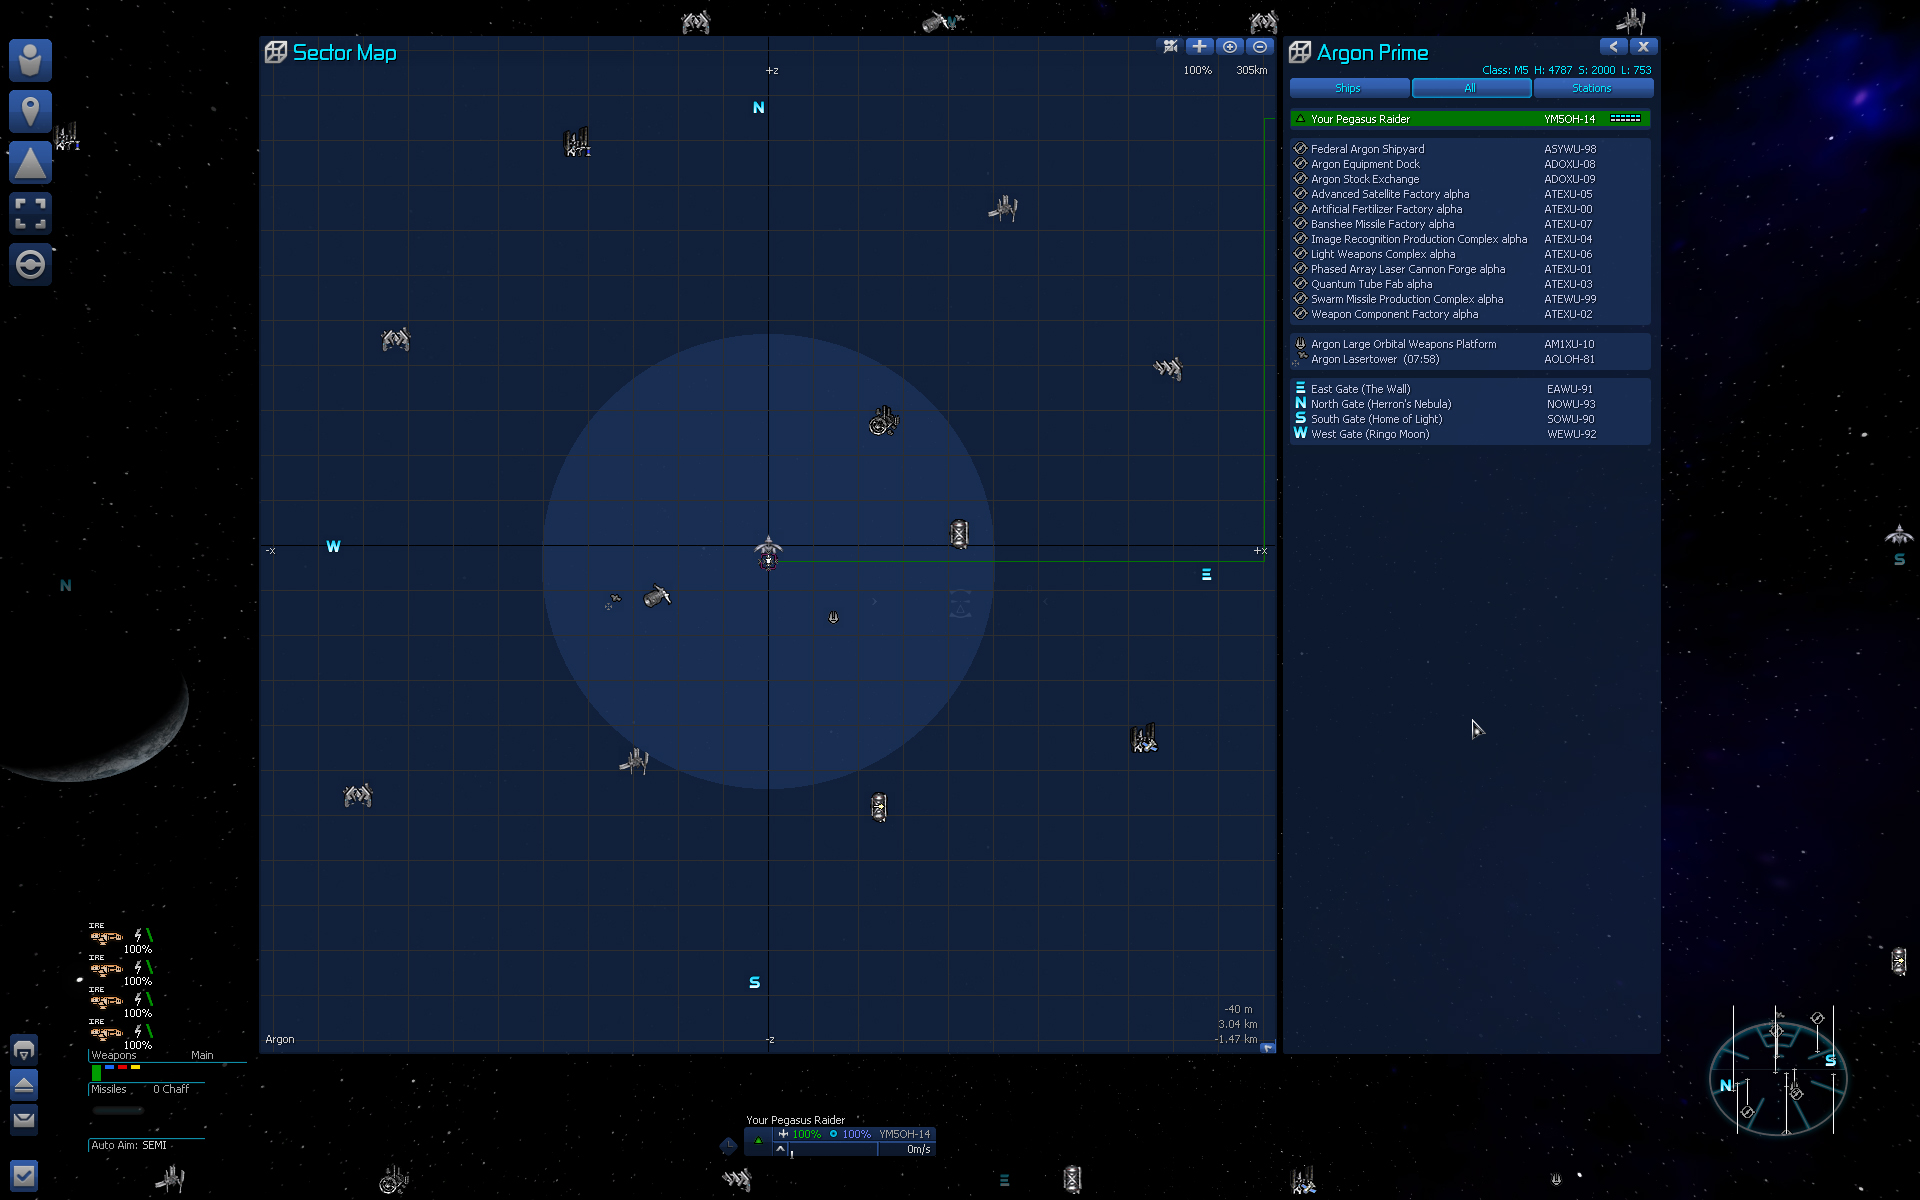 Sector Map
100% 305km
+z
N
-x
W
+x
E
S
-40 m
3.04 km
-1.47 km
Argon
-z
Argon Prime
Class: M5 H: 4787 S: 2000 L: 753
Ships All Stations
Your Pegasus Raider YM5OH-14
Federal Argon Shipyard ASYWU-98
Argon Equipment Dock ADOXU-08
Argon Stock Exchange ADOXU-09
Advanced Satellite Factory alpha ATEXU-05
Artificial Fertilizer Factory alpha ATEXU-00
Banshee Missile Factory alpha ATEXU-07
Image Recognition Production Complex alpha ATEXU-04
Light Weapons Complex alpha ATEXU-06
Phased Array Laser Cannon Forge alpha ATEXU-01
Quantum Tube Fab alpha ATEXU-03
Swarm Missile Production Complex alpha ATEWU-99
Weapon Component Factory alpha ATEXU-02
Argon Large Orbital Weapons Platform AM1XU-10
Argon Lasertower (07:58) AOLOH-81
E East Gate (The Wall) EAWU-91
N North Gate (Herron's Nebula) NOWU-93
S South Gate (Home of Light) SOWU-90
W West Gate (Ringo Moon) WEWU-92
N
S
IRE
100%
IRE
100%
IRE
100%
IRE
100%
Weapons Main
Missiles 0 Chaff
Auto Aim: SEMI
Your Pegasus Raider
100% 100% YM5OH-14
0m/s
E
N
S